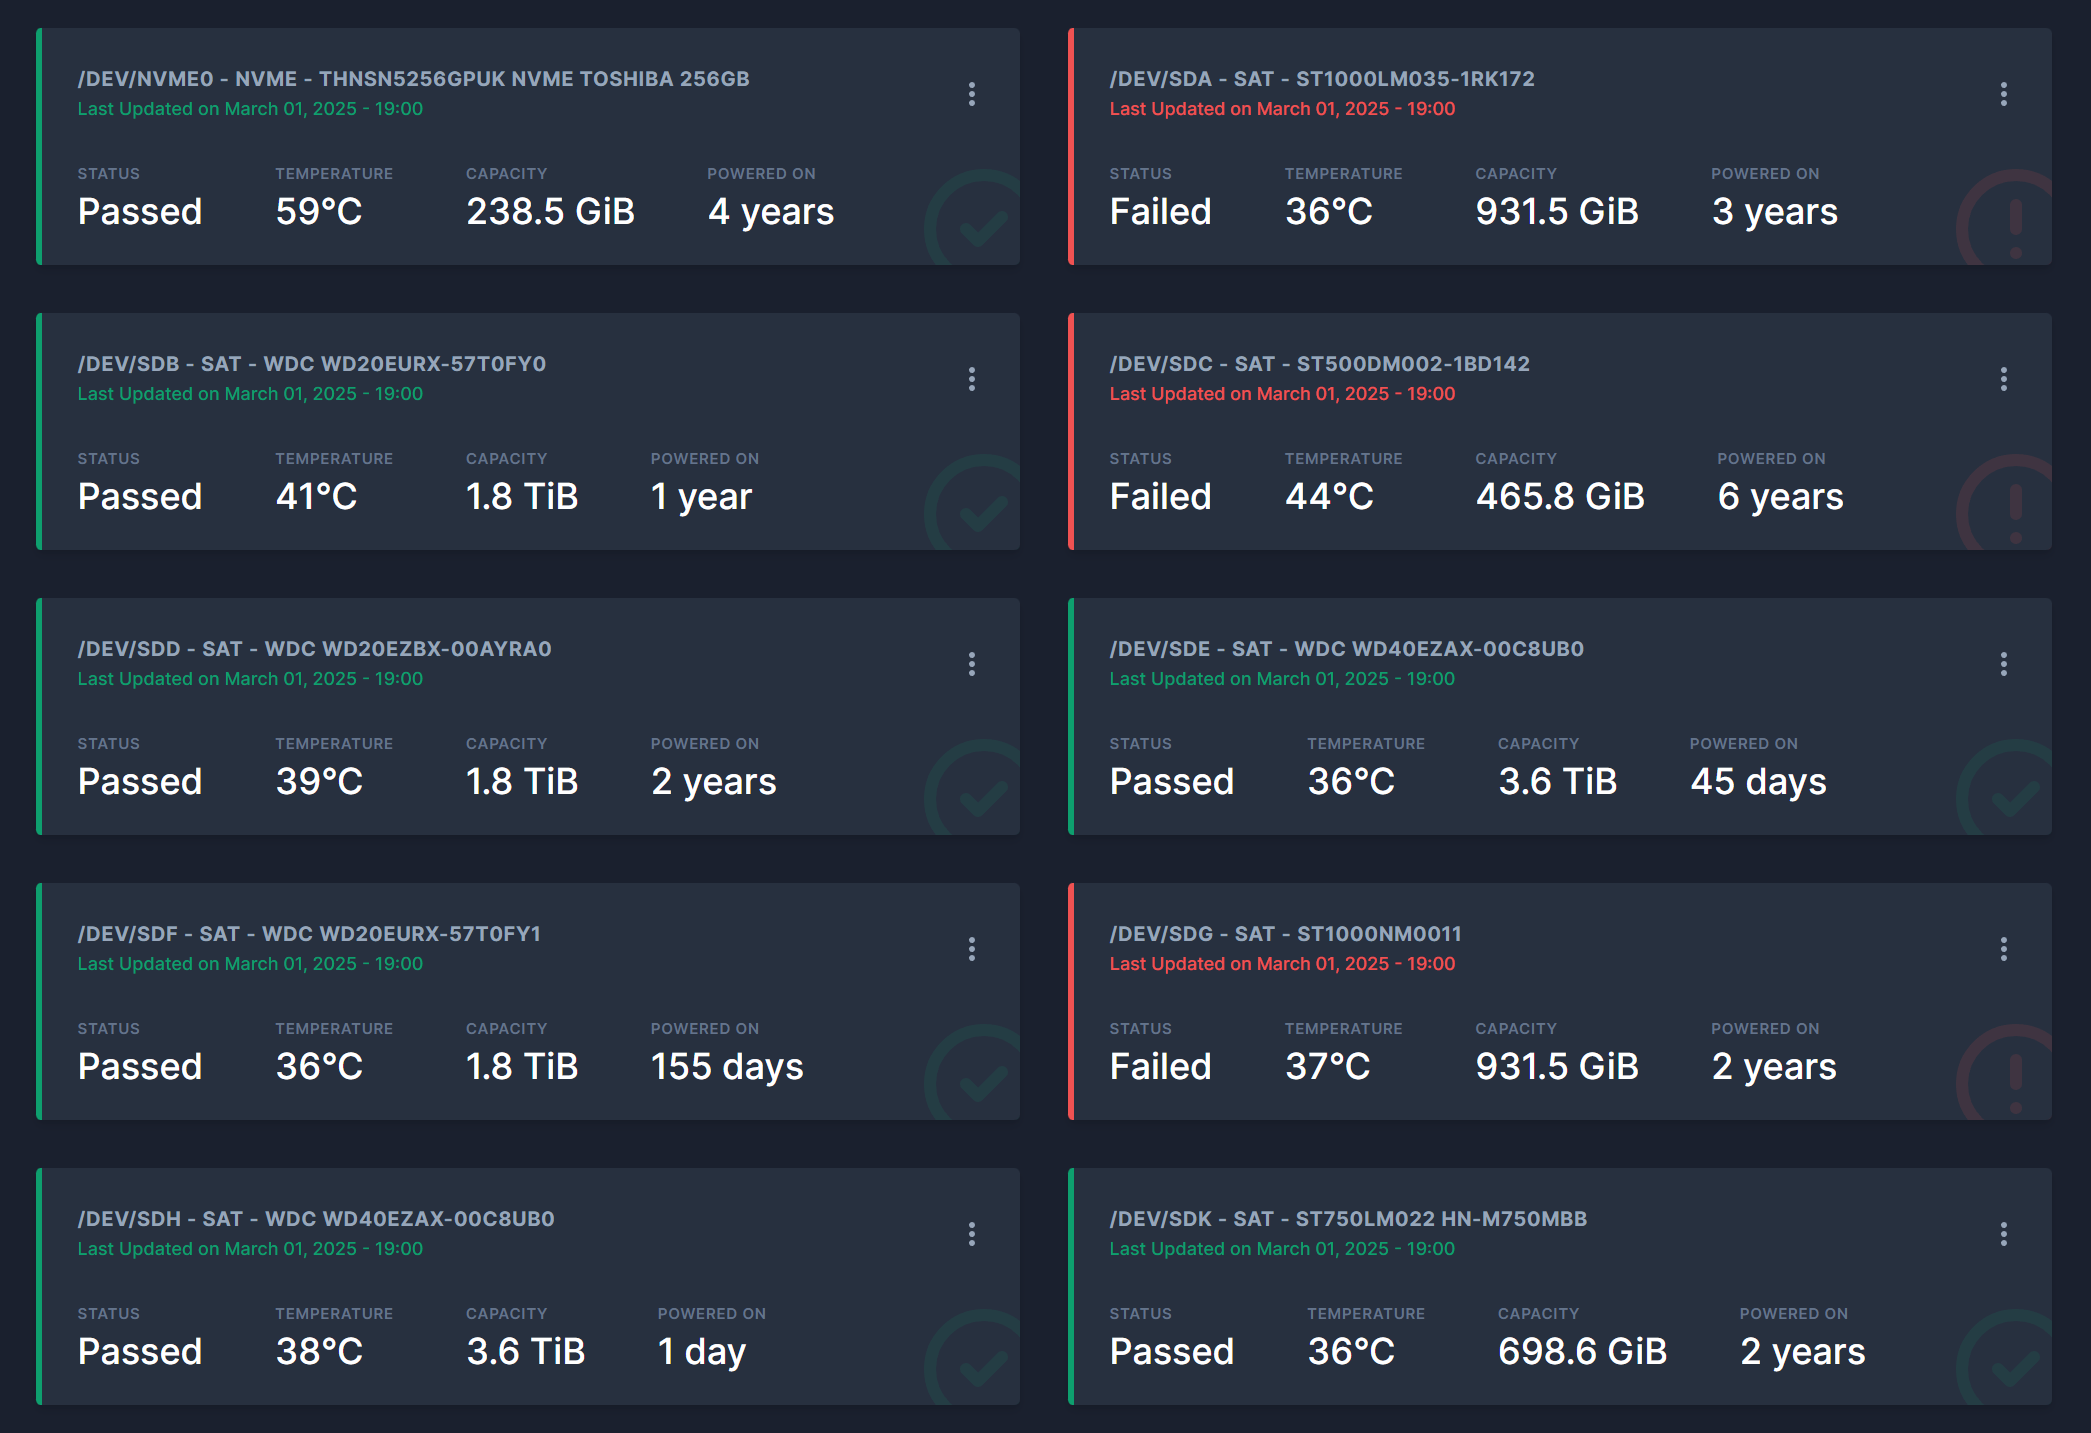 /DEV/NVME0 - NVME - THNSN5256GPUK NVME TOSHIBA 256GB
Last Updated on March 01, 2025 - 19:00
STATUS TEMPERATURE CAPACITY POWERED ON
Passed 59°C 238.5 GiB 4 years
/DEV/SDA - SAT - ST1000LM035-1RK172
Last Updated on March 01, 2025 - 19:00
STATUS TEMPERATURE CAPACITY POWERED ON
Failed 36°C 931.5 GiB 3 years
/DEV/SDB - SAT - WDC WD20EURX-57T0FY0
Last Updated on March 01, 2025 - 19:00
STATUS TEMPERATURE CAPACITY POWERED ON
Passed 41°C 1.8 TiB 1 year
/DEV/SDC - SAT - ST500DM002-1BD142
Last Updated on March 01, 2025 - 19:00
STATUS TEMPERATURE CAPACITY POWERED ON
Failed 44°C 465.8 GiB 6 years
/DEV/SDD - SAT - WDC WD20EZBX-00AYRA0
Last Updated on March 01, 2025 - 19:00
STATUS TEMPERATURE CAPACITY POWERED ON
Passed 39°C 1.8 TiB 2 years
/DEV/SDE - SAT - WDC WD40EZAX-00C8UB0
Last Updated on March 01, 2025 - 19:00
STATUS TEMPERATURE CAPACITY POWERED ON
Passed 36°C 3.6 TiB 45 days
/DEV/SDF - SAT - WDC WD20EURX-57T0FY1
Last Updated on March 01, 2025 - 19:00
STATUS TEMPERATURE CAPACITY POWERED ON
Passed 36°C 1.8 TiB 155 days
/DEV/SDG - SAT - ST1000NM0011
Last Updated on March 01, 2025 - 19:00
STATUS TEMPERATURE CAPACITY POWERED ON
Failed 37°C 931.5 GiB 2 years
/DEV/SDH - SAT - WDC WD40EZAX-00C8UB0
Last Updated on March 01, 2025 - 19:00
STATUS TEMPERATURE CAPACITY POWERED ON
Passed 38°C 3.6 TiB 1 day
/DEV/SDK - SAT - ST750LM022 HN-M750MBB
Last Updated on March 01, 2025 - 19:00
STATUS TEMPERATURE CAPACITY POWERED ON
Passed 36°C 698.6 GiB 2 years